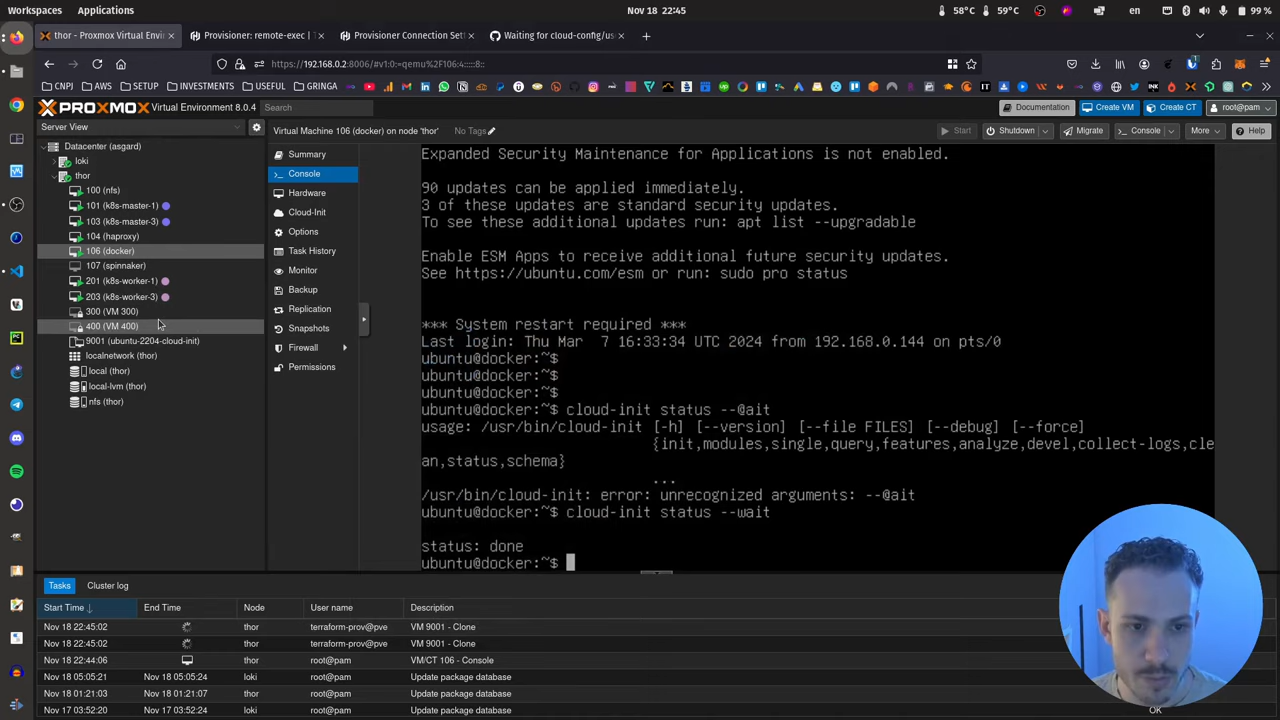 Workspaces Applications Nov 18 22:45 58°C 59°C en 99 %
thor - Proxmox Virtual Envir Provisioner: remote-exec | T Provisioner Connection Set Waiting for cloud-config/us
https://192.168.0.2:8006/#v1:0:=qemu%2F106:4:::::8::
CNPJ AWS SETUP INVESTMENTS USEFUL GRINGA
PROXMOX Virtual Environment 8.0.4 Search Documentation Create VM Create CT root@pam
Server View Virtual Machine 106 (docker) on node 'thor' No Tags Start Shutdown Migrate Console More Help
Datacenter (asgard)
loki
thor
100 (nfs)
101 (k8s-master-1)
103 (k8s-master-3)
104 (haproxy)
106 (docker)
107 (spinnaker)
201 (k8s-worker-1)
203 (k8s-worker-3)
300 (VM 300)
400 (VM 400)
9001 (ubuntu-2204-cloud-init)
localnetwork (thor)
local (thor)
local-lvm (thor)
nfs (thor)
Summary
Console
Hardware
Cloud-Init
Options
Task History
Monitor
Backup
Replication
Snapshots
Firewall
Permissions
Expanded Security Maintenance for Applications is not enabled.
90 updates can be applied immediately.
3 of these updates are standard security updates.
To see these additional updates run: apt list --upgradable
Enable ESM Apps to receive additional future security updates.
See https://ubuntu.com/esm or run: sudo pro status
*** System restart required ***
Last login: Thu Mar  7 16:33:34 UTC 2024 from 192.168.0.144 on pts/0
ubuntu@docker:~$
ubuntu@docker:~$
ubuntu@docker:~$
ubuntu@docker:~$ cloud-init status --@ait
usage: /usr/bin/cloud-init [-h] [--version] [--file FILES] [--debug] [--force]
{init,modules,single,query,features,analyze,devel,collect-logs,cle
an,status,schema}
...
/usr/bin/cloud-init: error: unrecognized arguments: --@ait
ubuntu@docker:~$ cloud-init status --wait
status: done
ubuntu@docker:~$
Tasks Cluster log
Start Time End Time Node User name Description
Nov 18 22:45:02 thor terraform-prov@pve VM 9001 - Clone
Nov 18 22:45:02 thor terraform-prov@pve VM 9001 - Clone
Nov 18 22:44:06 thor root@pam VM/CT 106 - Console
Nov 18 05:05:21 Nov 18 05:05:24 loki root@pam Update package database
Nov 18 01:21:03 Nov 18 01:21:07 thor root@pam Update package database
Nov 17 03:52:20 Nov 17 03:52:24 loki root@pam Update package database OK